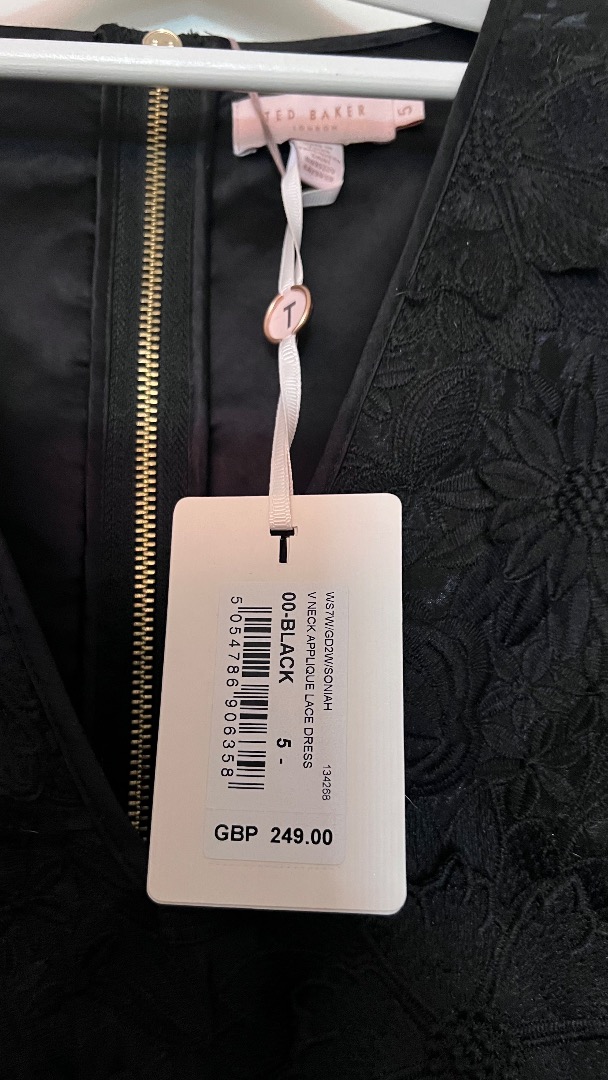 TED BAKER
LONDON
5
T
WS7W/GD2W/SONIAH 134268
V NECK APPLIQUE LACE DRESS
00-BLACK 5 -
5 054786 906358
GBP 249.00